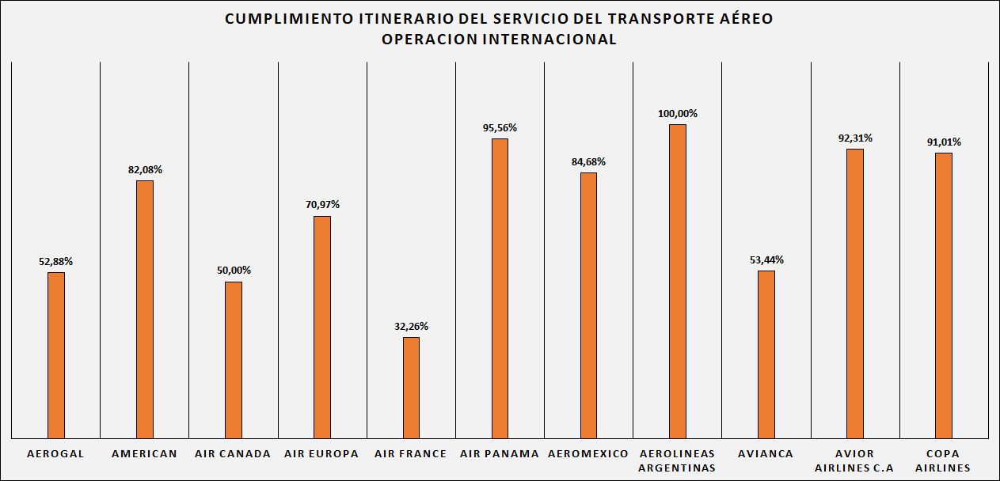 CUMPLIMIENTO ITINERARIO DEL SERVICIO DEL TRANSPORTE AÉREO
OPERACION INTERNACIONAL
52,88%
82,08%
50,00%
70,97%
32,26%
95,56%
84,68%
100,00%
53,44%
92,31%
91,01%
AEROGAL
AMERICAN
AIR CANADA
AIR EUROPA
AIR FRANCE
AIR PANAMA
AEROMEXICO
AEROLINEAS
ARGENTINAS
AVIANCA
AVIOR
AIRLINES C.A
COPA
AIRLINES